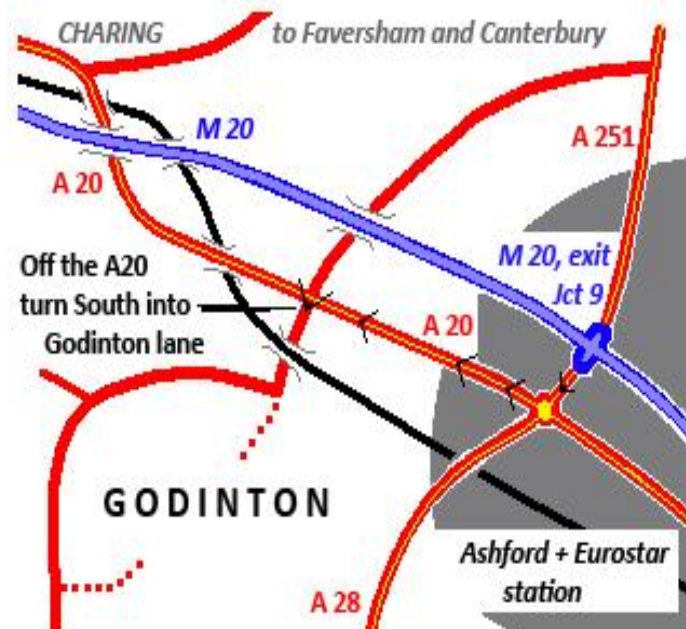 CHARING
to Faversham and Canterbury
M 20
A 251
A 20
M 20, exit
Jct 9
Off the A20
turn South into
Godinton lane
A 20
GODINTON
Ashford + Eurostar
station
A 28